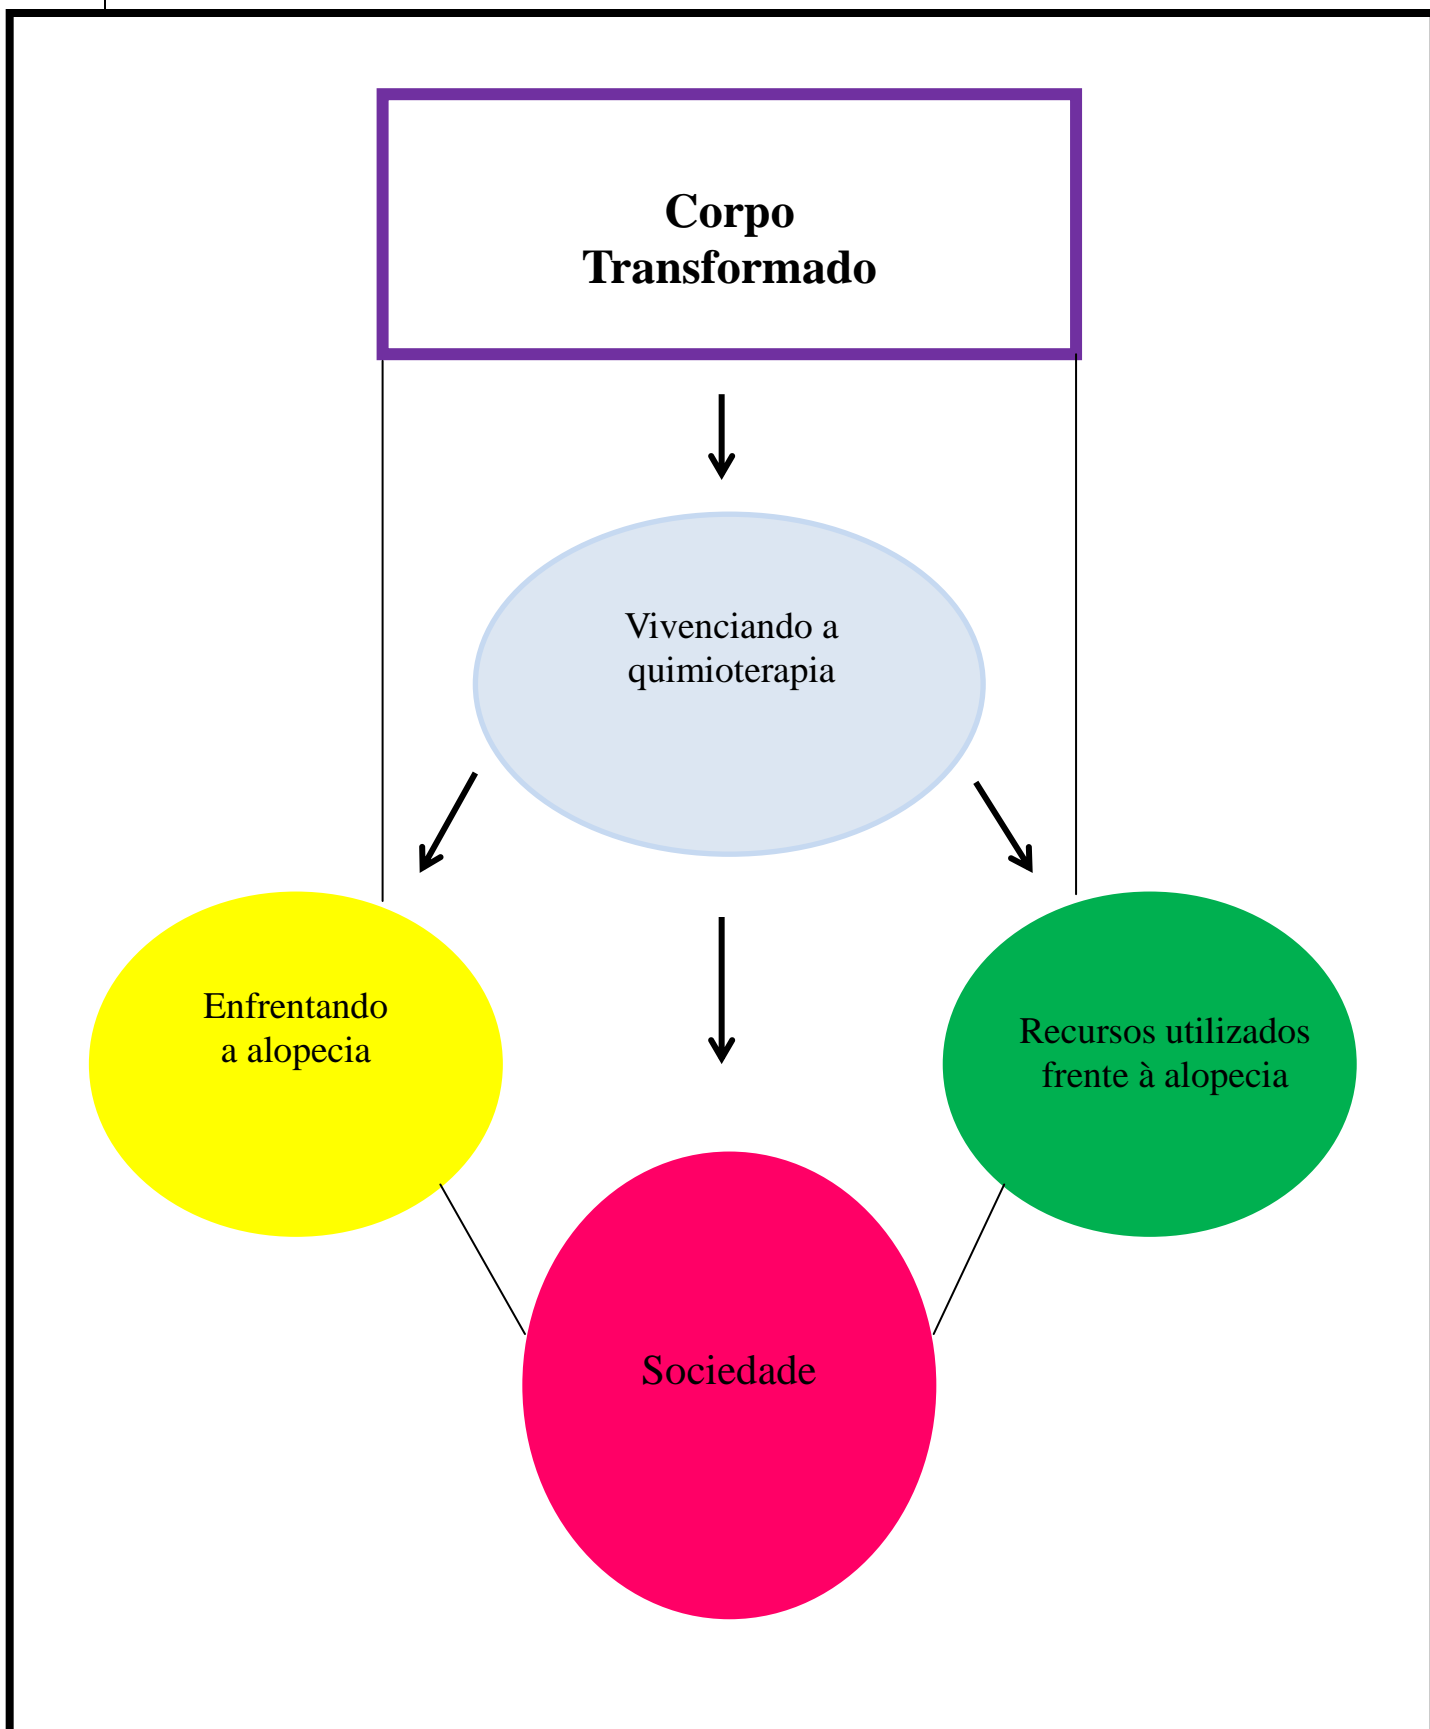 Corpo
Transformado
Vivenciando a
quimioterapia
Enfrentando
a alopecia
Recursos utilizados
frente à alopecia
Sociedade